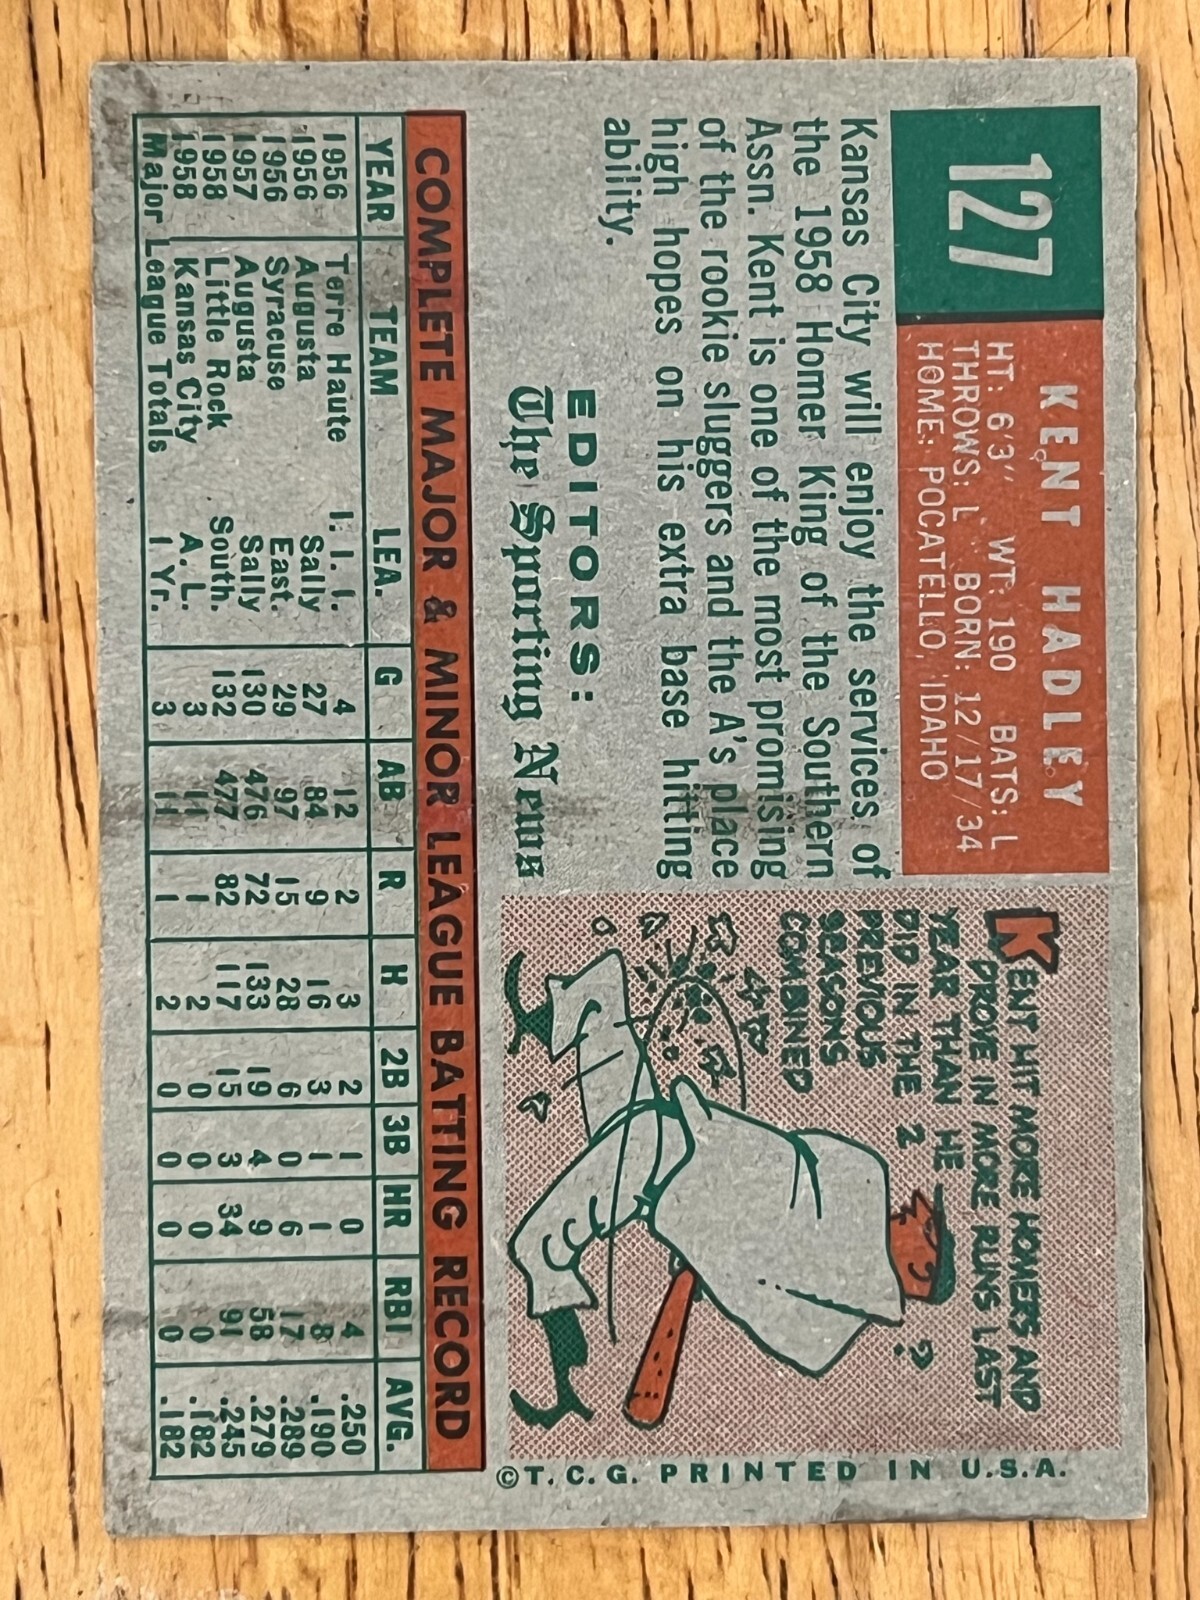 127
KENT HADLEY
HT: 6'3" WT: 190 BATS: L
THROWS: L BORN: 12/17/34
HOME: POCATELLO, IDAHO
Kansas City will enjoy the services of
the 1958 Homer King of the Southern
Assn. Kent is one of the most promising
of the rookie sluggers and the A's place
high hopes on his extra base hitting
ability.
EDITORS:
The Sporting News
KENT HIT MORE HOMERS AND
DROVE IN MORE RUNS LAST
YEAR THAN HE
DID IN THE 2
PREVIOUS
SEASONS
COMBINED
?
©T.C.G. PRINTED IN U.S.A.
COMPLETE MAJOR & MINOR LEAGUE BATTING RECORD
YEAR TEAM LEA. G AB R H 2B 3B HR RBI AVG.
1956 Terre Haute I. I. I. 4 12 2 3 2 1 0 4 .250
1956 Augusta Sally 27 84 9 16 3 1 1 8 .190
1956 Syracuse East. 29 97 15 28 6 0 6 17 .289
1957 Augusta Sally 130 476 72 133 19 4 9 58 .279
1958 Little Rock South. 132 477 82 117 15 3 34 91 .245
1958 Kansas City A. L. 3 11 1 2 0 0 0 0 .182
Major League Totals 1 Yr. 3 11 1 2 0 0 0 0 .182